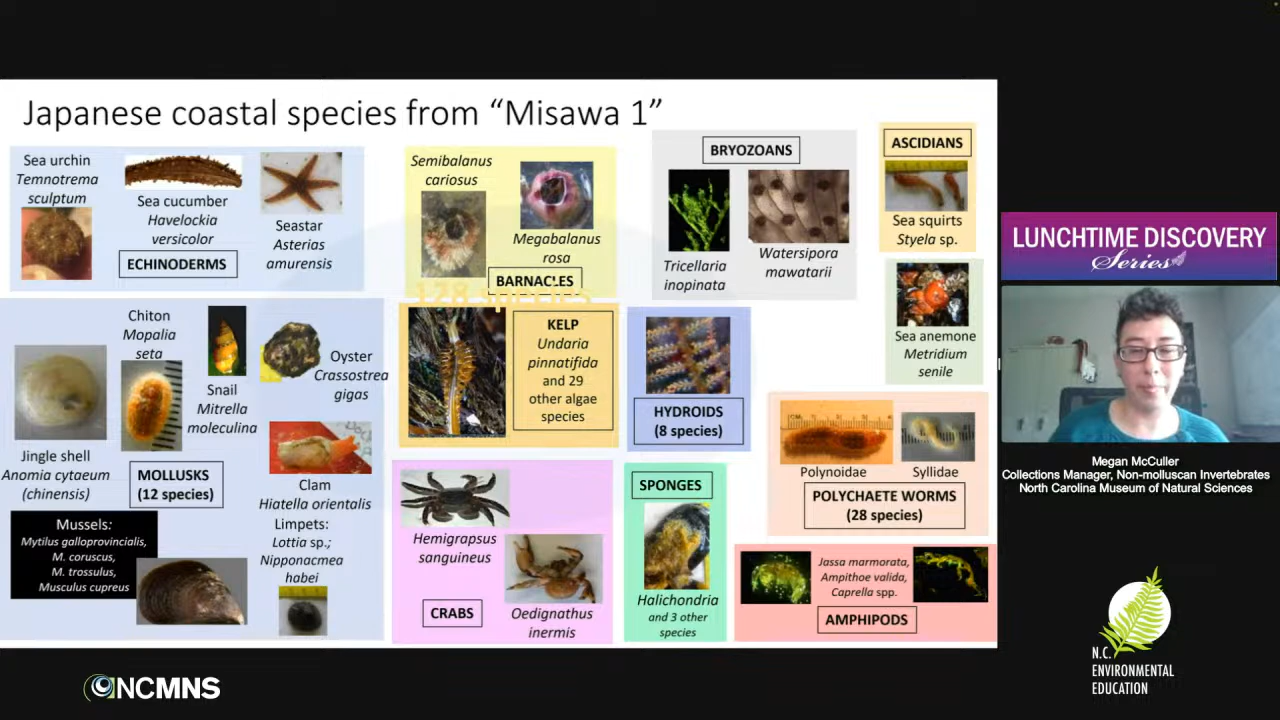 Japanese coastal species from “Misawa 1”
Sea urchin
Temnotrema
sculptum
Sea cucumber
Havelockia
versicolor
Seastar
Asterias
amurensis
ECHINODERMS
Semibalanus
cariosus
Megabalanus
rosa
BARNACLES
128 species
BRYOZOANS
Tricellaria
inopinata
Watersipora
mawatarii
ASCIDIANS
Sea squirts
Styela sp.
Sea anemone
Metridium
senile
Chiton
Mopalia
seta
Snail
Mitrella
moleculina
Oyster
Crassostrea
gigas
Jingle shell
Anomia cytaeum
(chinensis)
MOLLUSKS
(12 species)
Clam
Hiatella orientalis
Mussels:
Mytilus galloprovincialis,
M. coruscus,
M. trossulus,
Musculus cupreus
Limpets:
Lottia sp.;
Nipponacmea
habei
KELP
Undaria
pinnatifida
and 29
other algae
species
HYDROIDS
(8 species)
Hemigrapsus
sanguineus
CRABS
Oedignathus
inermis
SPONGES
Halichondria
and 3 other
species
Polynoidae
Syllidae
POLYCHAETE WORMS
(28 species)
Jassa marmorata,
Ampithoe valida,
Caprella spp.
AMPHIPODS
LUNCHTIME DISCOVERY
Series
Megan McCuller
Collections Manager, Non-molluscan Invertebrates
North Carolina Museum of Natural Sciences
N.C.
ENVIRONMENTAL
EDUCATION
NCMNS